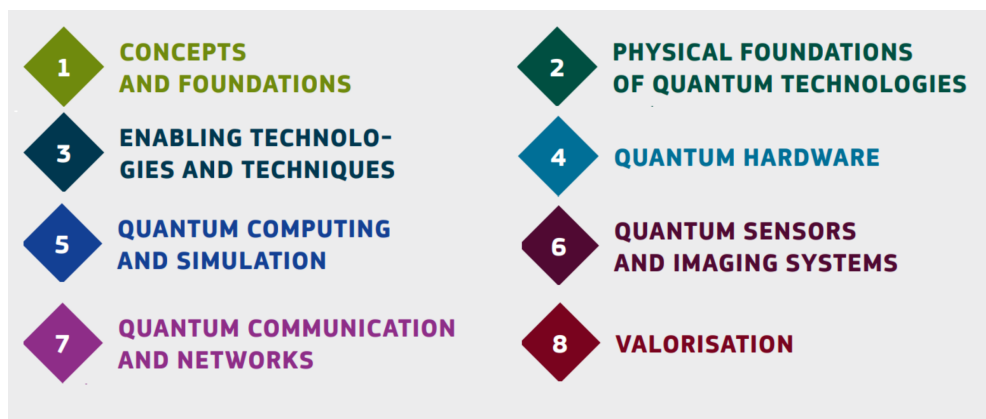 1
CONCEPTS
AND FOUNDATIONS
2
PHYSICAL FOUNDATIONS
OF QUANTUM TECHNOLOGIES
3
ENABLING TECHNOLO-
GIES AND TECHNIQUES
4
QUANTUM HARDWARE
5
QUANTUM COMPUTING
AND SIMULATION
6
QUANTUM SENSORS
AND IMAGING SYSTEMS
7
QUANTUM COMMUNICATION
AND NETWORKS
8
VALORISATION